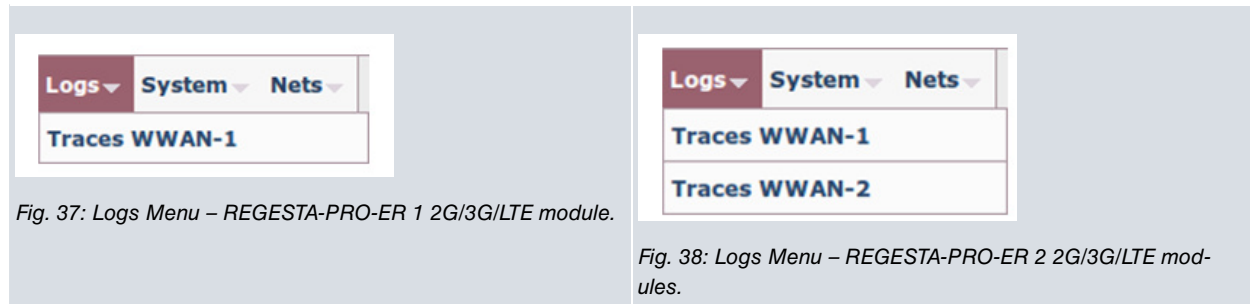 Logs System Nets
Traces WWAN-1
Fig. 37: Logs Menu – REGESTA-PRO-ER 1 2G/3G/LTE module.
Logs System Nets
Traces WWAN-1
Traces WWAN-2
Fig. 38: Logs Menu – REGESTA-PRO-ER 2 2G/3G/LTE mod-
ules.